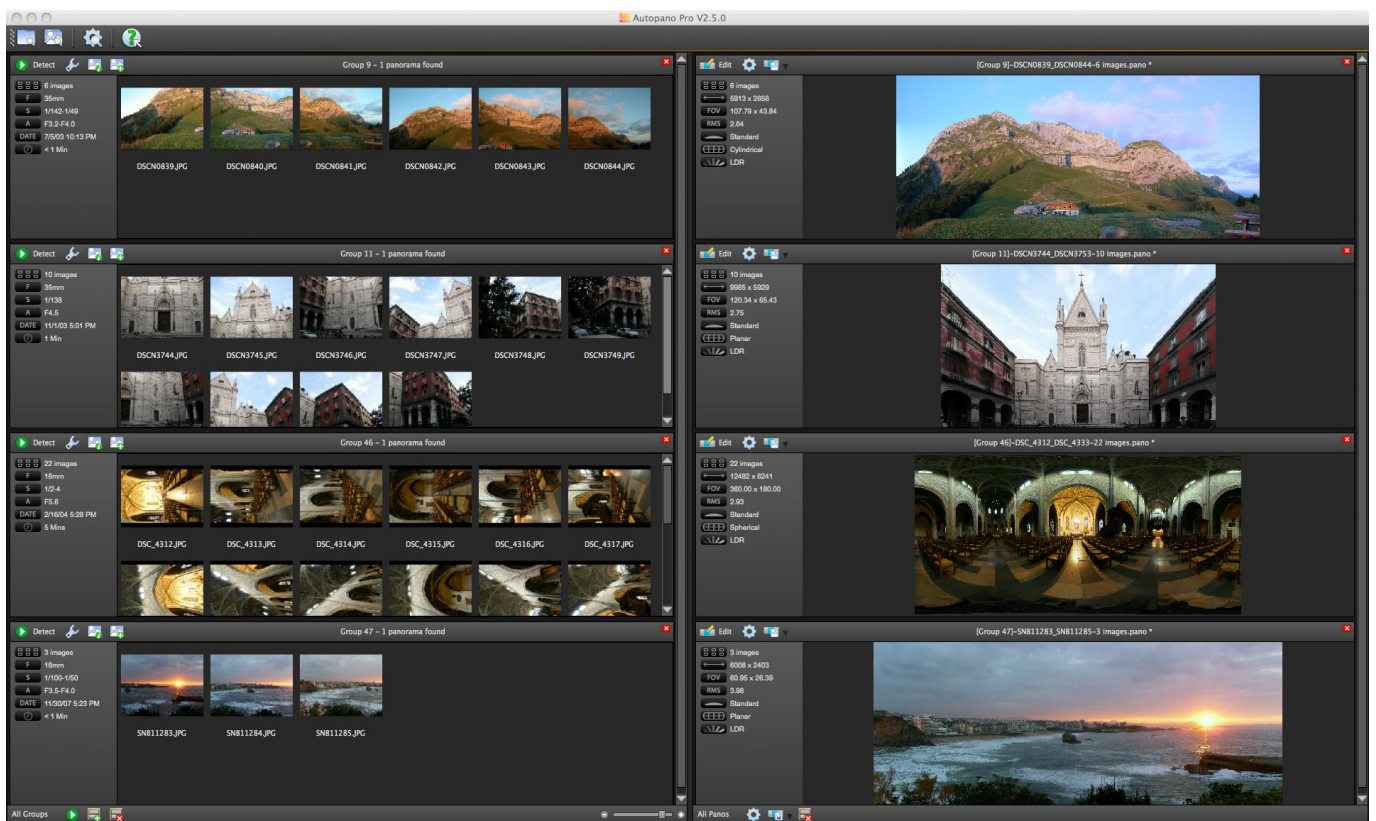 Autopano Pro V2.5.0
Detect
Group 9 - 1 panorama found
6 images
F 35mm
S 1/142-1/49
A F3.2-F4.0
DATE 7/5/03 10:13 PM
< 1 Min
DSCN0839.JPG DSCN0840.JPG DSCN0841.JPG DSCN0842.JPG DSCN0843.JPG DSCN0844.JPG
Edit
[Group 9]-DSCN0839_DSCN0844-6 images.pano *
6 images
5913 x 2658
FOV 107.79 x 43.84
RMS 2.64
Standard
Cylindrical
LDR
Detect
Group 11 - 1 panorama found
10 images
F 35mm
S 1/138
A F4.5
DATE 11/1/03 5:01 PM
1 Min
DSCN3744.JPG DSCN3745.JPG DSCN3746.JPG DSCN3747.JPG DSCN3748.JPG DSCN3749.JPG
Edit
[Group 11]-DSCN3744_DSCN3753-10 images.pano *
10 images
9985 x 5929
FOV 120.34 x 65.43
RMS 2.75
Standard
Planar
LDR
Detect
Group 46 - 1 panorama found
22 images
F 18mm
S 1/2-4
A F5.6
DATE 2/16/04 5:28 PM
5 Mins
DSC_4312.JPG DSC_4313.JPG DSC_4314.JPG DSC_4315.JPG DSC_4316.JPG DSC_4317.JPG
Edit
[Group 46]-DSC_4312_DSC_4333-22 images.pano *
22 images
12482 x 6241
FOV 360.00 x 180.00
RMS 2.93
Standard
Spherical
LDR
Detect
Group 47 - 1 panorama found
3 images
F 18mm
S 1/100-1/50
A F3.5-F4.0
DATE 11/30/07 5:23 PM
< 1 Min
SNB11283.JPG SNB11284.JPG SNB11285.JPG
Edit
[Group 47]-SNB11283_SNB11285-3 images.pano *
3 images
6008 x 2403
FOV 60.95 x 26.39
RMS 3.98
Standard
Planar
LDR
All Groups
All Panos